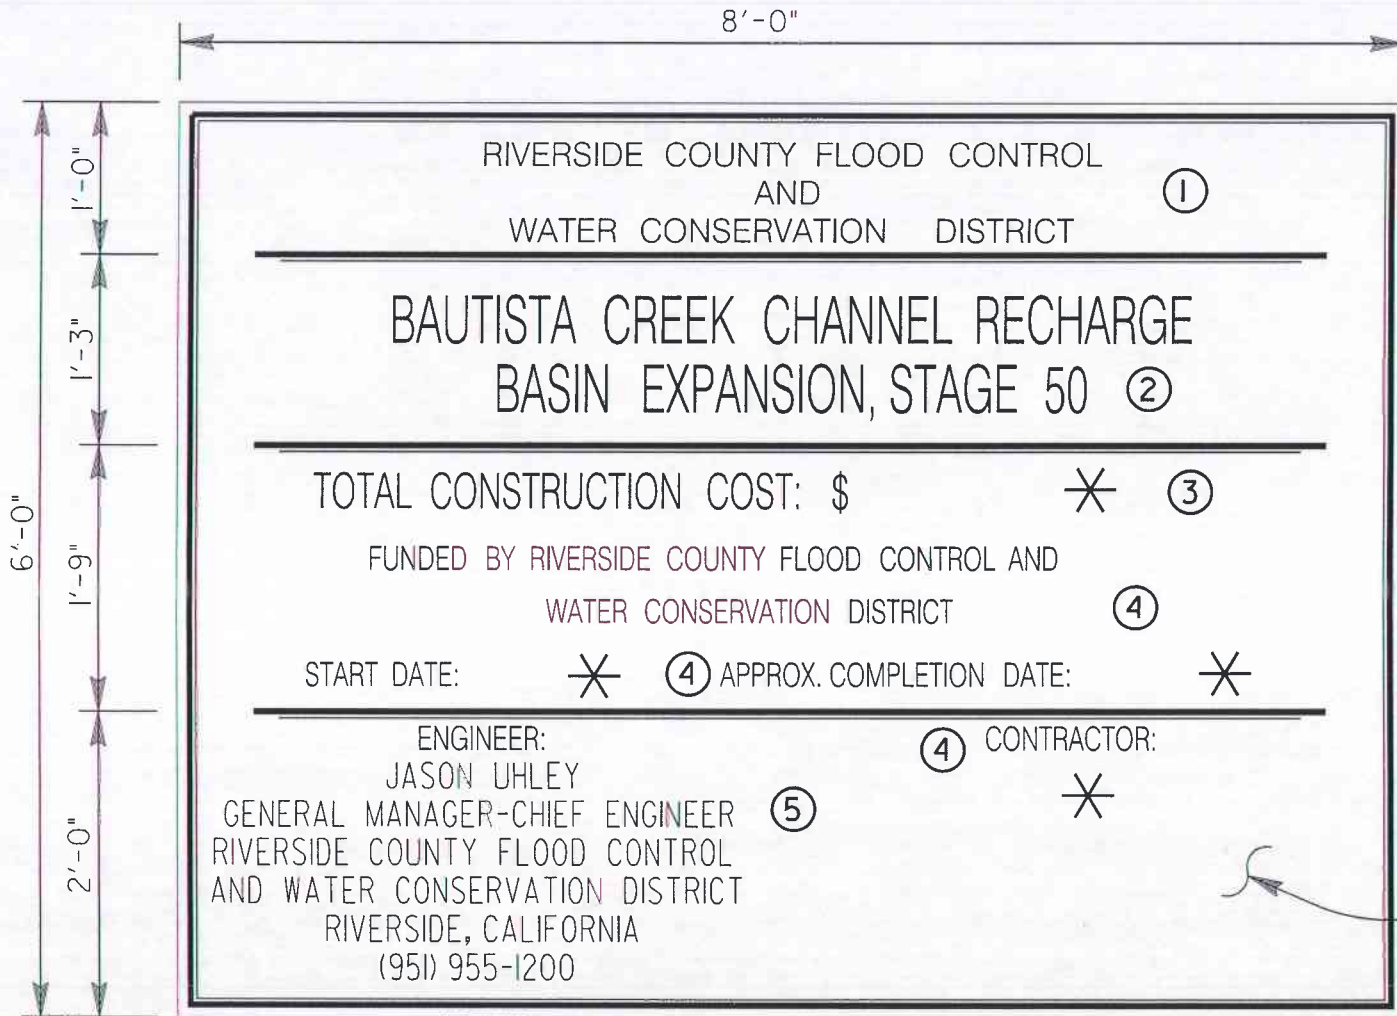 8'-0"
6'-0"
1'-0"
1'-3"
1'-9"
2'-0"
RIVERSIDE COUNTY FLOOD CONTROL
AND
WATER CONSERVATION DISTRICT
1
BAUTISTA CREEK CHANNEL RECHARGE
BASIN EXPANSION, STAGE 50 2
TOTAL CONSTRUCTION COST: $ * 3
FUNDED BY RIVERSIDE COUNTY FLOOD CONTROL AND
WATER CONSERVATION DISTRICT 4
START DATE: * 4 APPROX. COMPLETION DATE: *
ENGINEER:
JASON UHLEY
GENERAL MANAGER-CHIEF ENGINEER 5
RIVERSIDE COUNTY FLOOD CONTROL
AND WATER CONSERVATION DISTRICT
RIVERSIDE, CALIFORNIA
(951) 955-1200
4 CONTRACTOR:
*